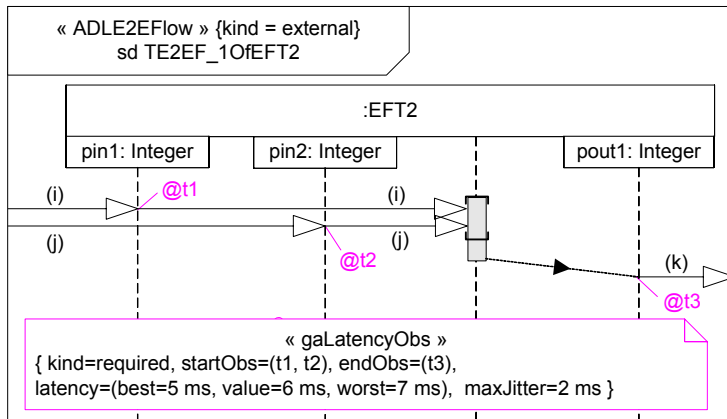 « ADLE2EFlow » {kind = external}
sd TE2EF_1OfEFT2
:EFT2
pin1: Integer
pin2: Integer
pout1: Integer
(i)
@t1
(i)
(j)
@t2
(j)
(k)
@t3
« gaLatencyObs »
{ kind=required, startObs=(t1, t2), endObs=(t3),
latency=(best=5 ms, value=6 ms, worst=7 ms), maxJitter=2 ms }